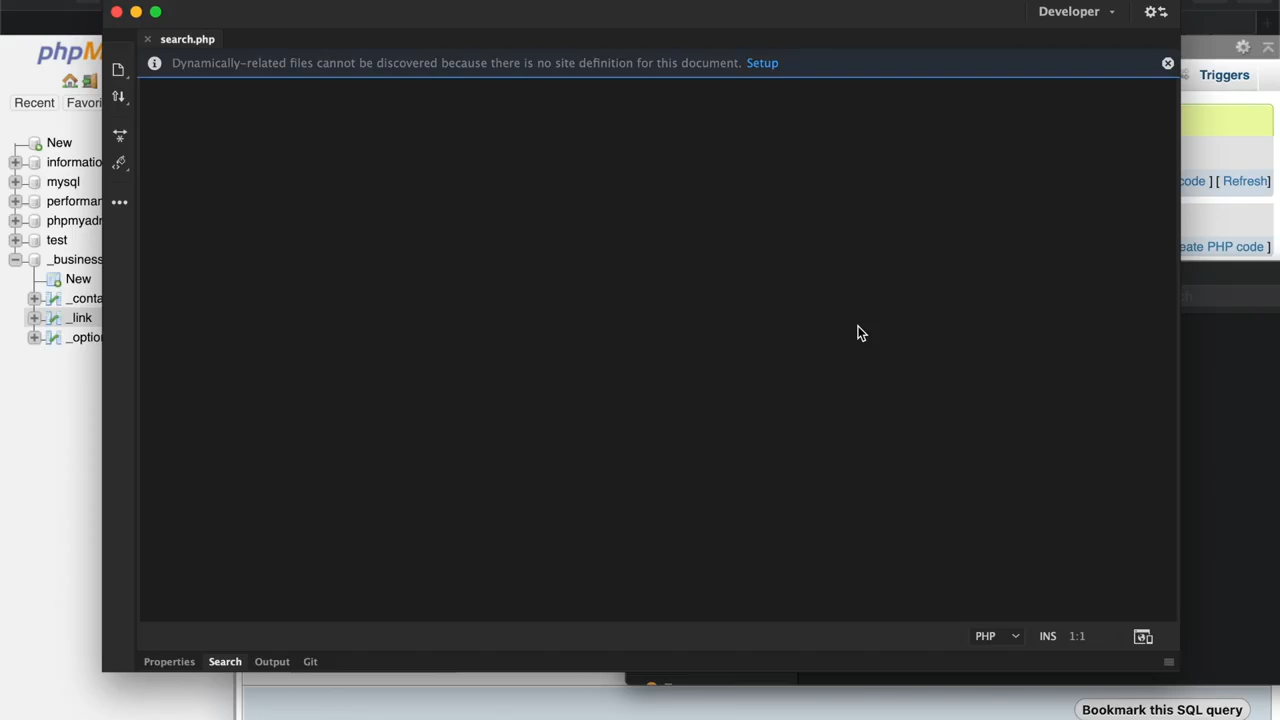 Developer
search.php
Dynamically-related files cannot be discovered because there is no site definition for this document. Setup
phpM
Recent
Favori
Triggers
New
informatio
mysql
performar
phpmyadr
test
_business
New
_conta
_link
_option
code ] [ Refresh]
eate PHP code ]
PHP
INS
1:1
Properties
Search
Output
Git
Bookmark this SQL query